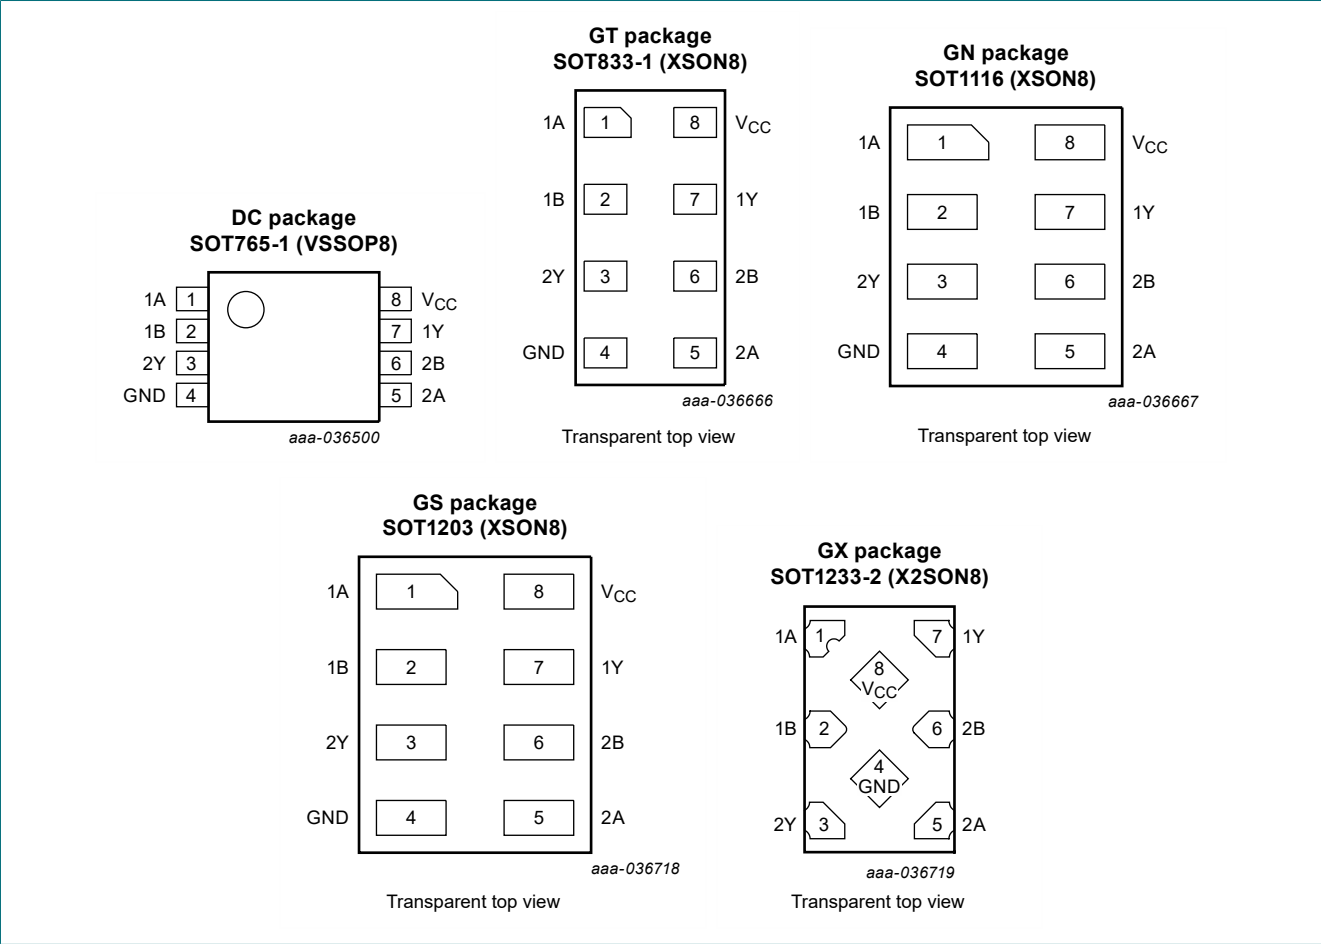 DC package
SOT765-1 (VSSOP8)
1A 1 8 VCC
1B 2 7 1Y
2Y 3 6 2B
GND 4 5 2A
aaa-036500
GT package
SOT833-1 (XSON8)
1A 1 8 VCC
1B 2 7 1Y
2Y 3 6 2B
GND 4 5 2A
aaa-036666
Transparent top view
GN package
SOT1116 (XSON8)
1A 1 8 VCC
1B 2 7 1Y
2Y 3 6 2B
GND 4 5 2A
aaa-036667
Transparent top view
GS package
SOT1203 (XSON8)
1A 1 8 VCC
1B 2 7 1Y
2Y 3 6 2B
GND 4 5 2A
aaa-036718
Transparent top view
GX package
SOT1233-2 (X2SON8)
1A 1 7 1Y
8
VCC
1B 2 6 2B
4
GND
2Y 3 5 2A
aaa-036719
Transparent top view